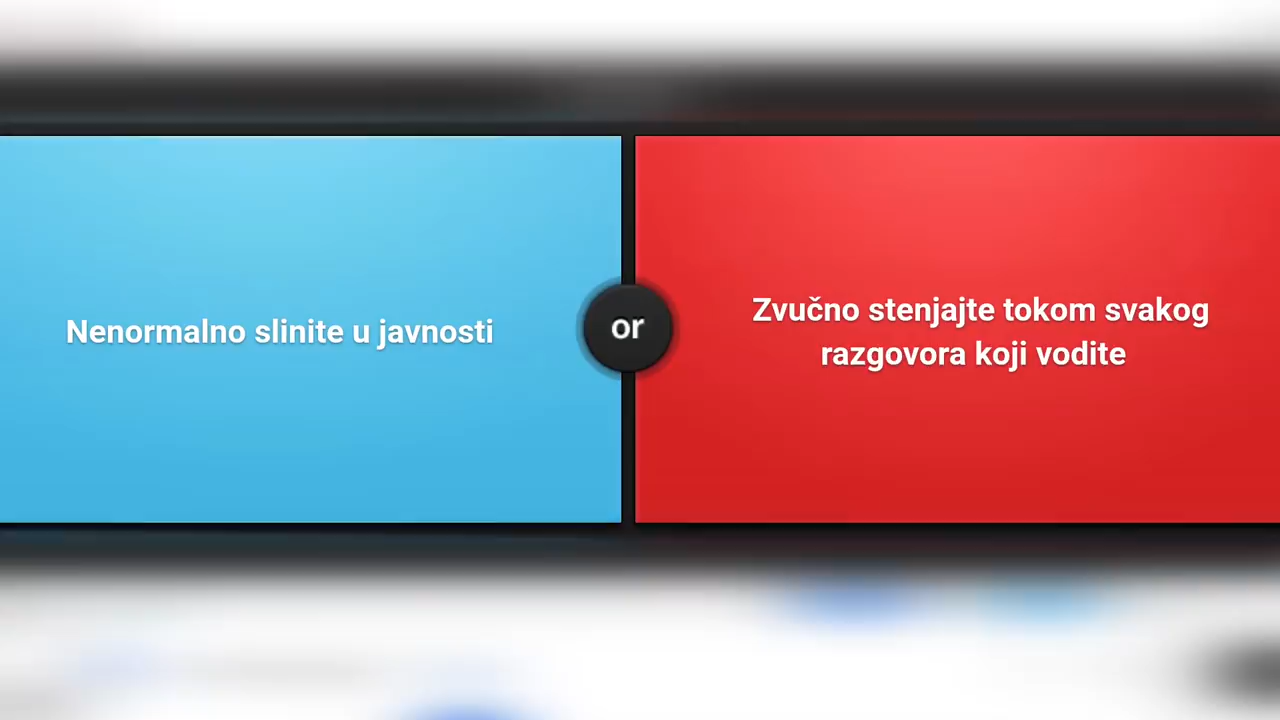 Nenormalno slinite u javnosti
or
Zvučno stenjajte tokom svakog
razgovora koji vodite